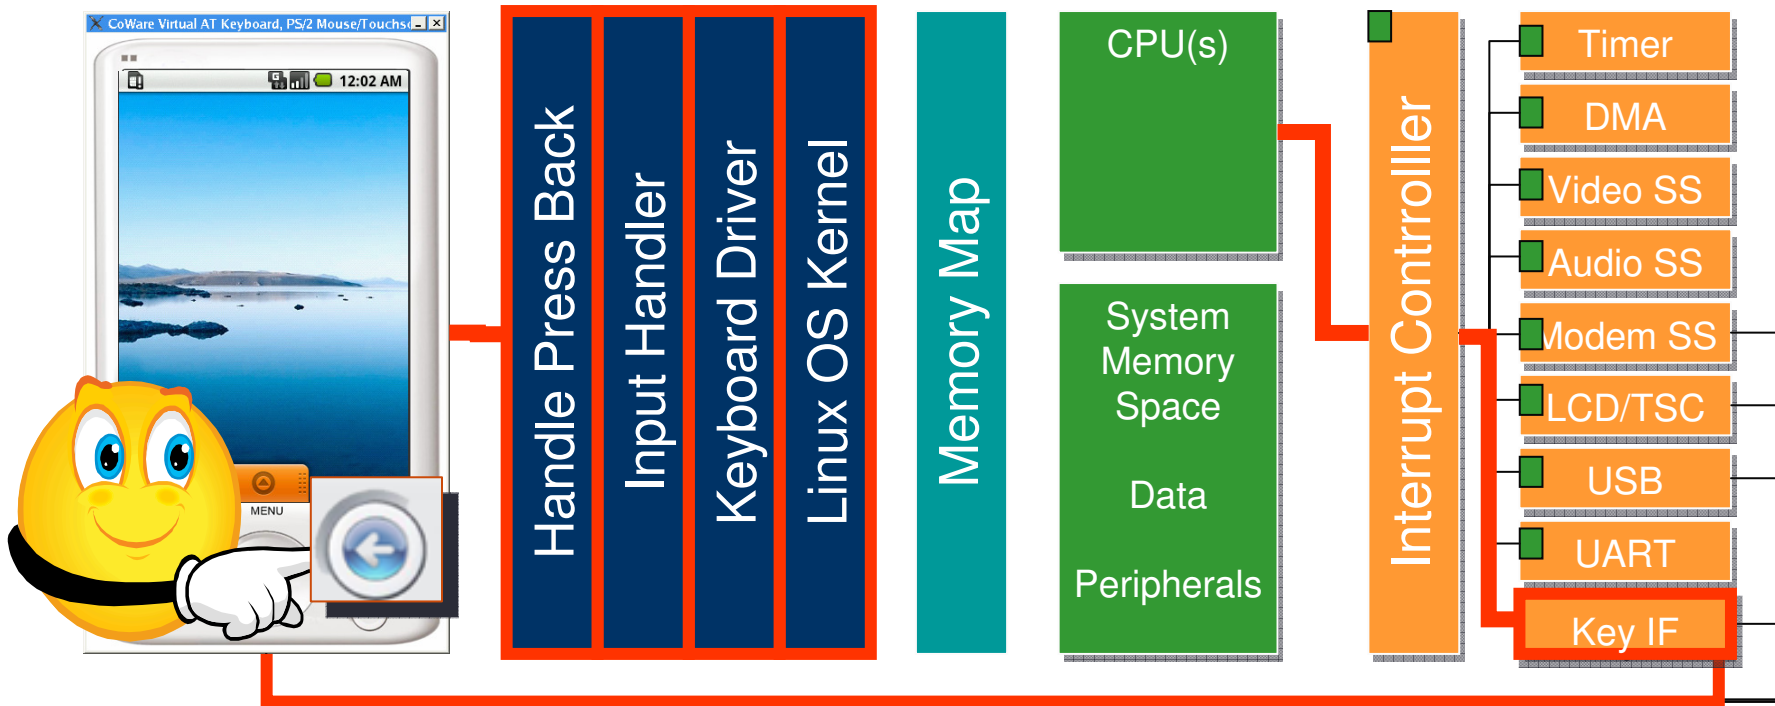 CoWare Virtual AT Keyboard, PS/2 Mouse/Touchsc
12:02 AM
MENU
Handle Press Back
Input Handler
Keyboard Driver
Linux OS Kernel
Memory Map
CPU(s)
System
Memory
Space
Data
Peripherals
Interrupt Controlller
Timer
DMA
Video SS
Audio SS
Modem SS
LCD/TSC
USB
UART
Key IF